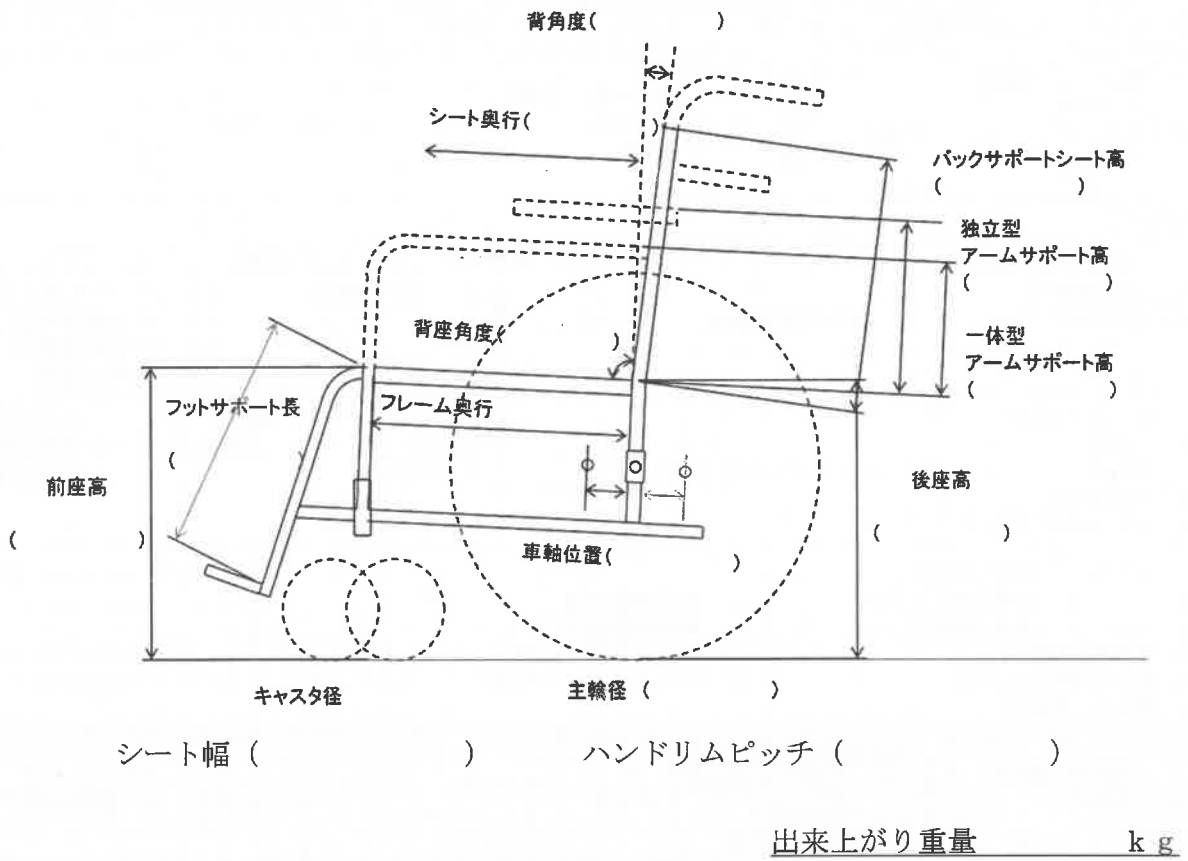 背角度(　　　)
シート奥行(　　　)
バックサポートシート高
(　　　)
独立型
アームサポート高
(　　　)
背座角度(　　　)
一体型
アームサポート高
(　　　)
フットサポート長
(　　　)
フレーム奥行
前座高
(　　　)
後座高
(　　　)
車軸位置(　　　)
キャスタ径
主輪径 (　　　)
シート幅 (　　　)
ハンドリムピッチ (　　　)
出来上がり重量　　　kg